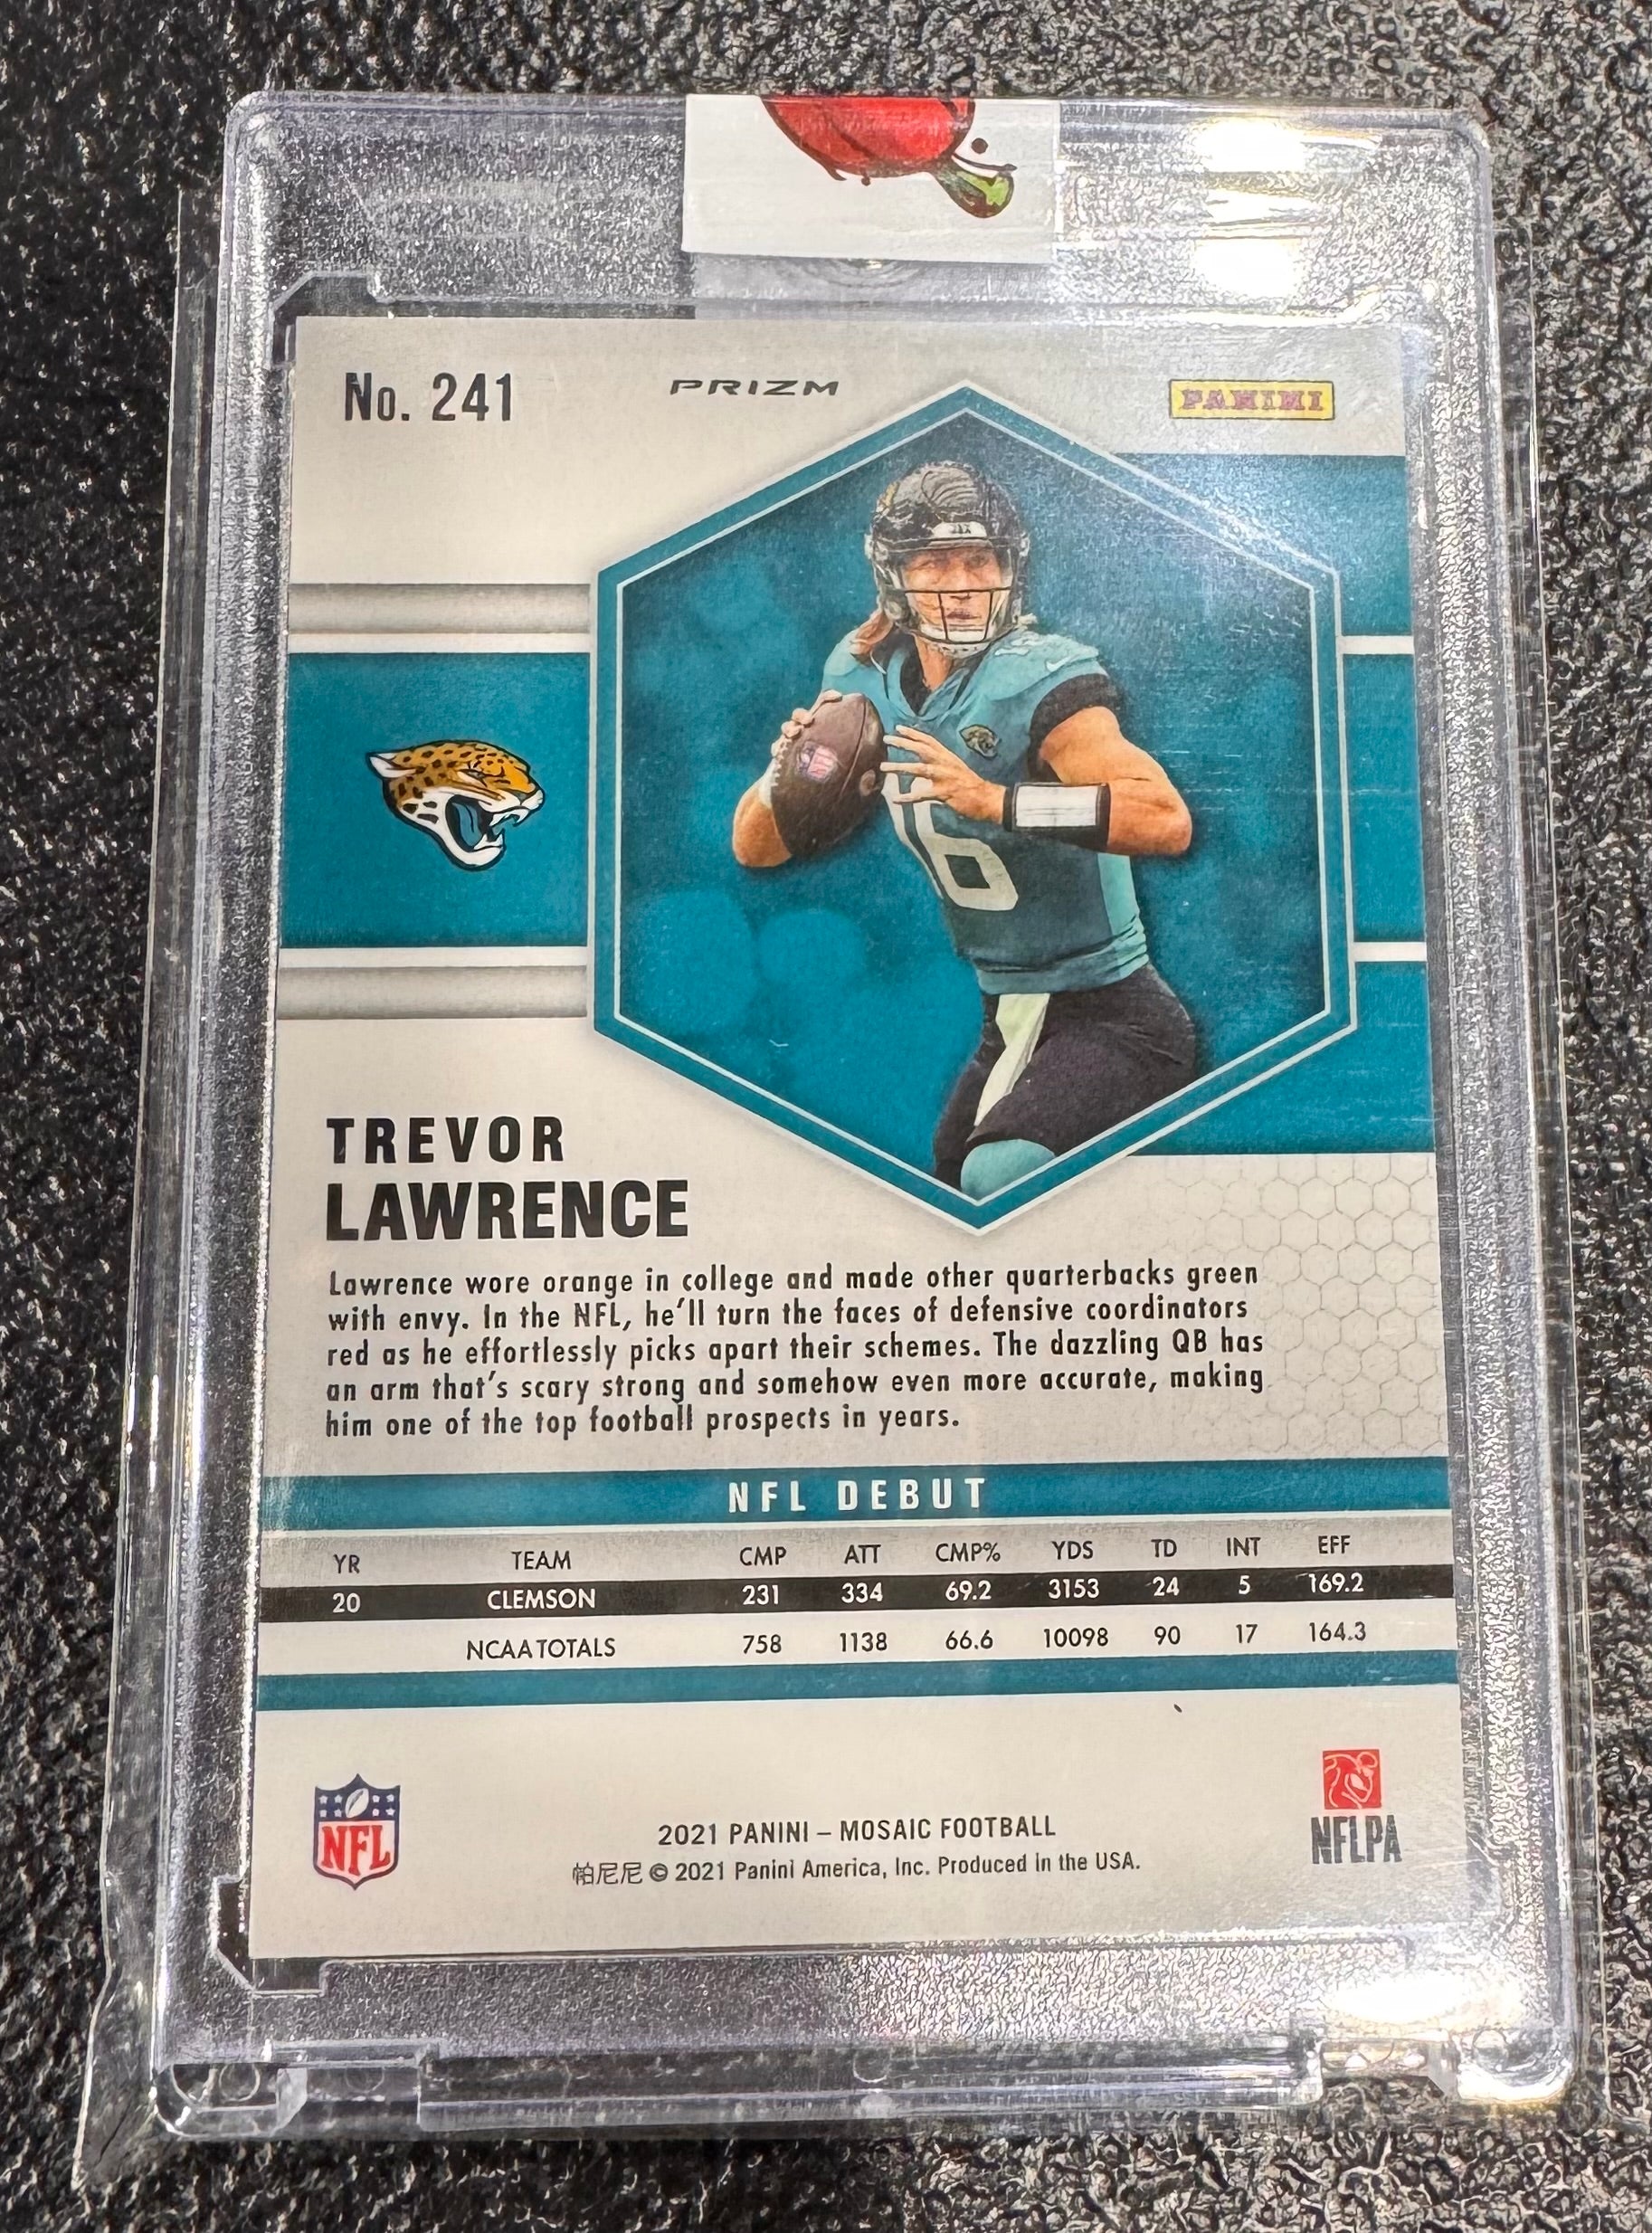 No. 241 PRIZM PANINI
16
TREVOR
LAWRENCE
Lawrence wore orange in college and made other quarterbacks green
with envy. In the NFL, he'll turn the faces of defensive coordinators
red as he effortlessly picks apart their schemes. The dazzling QB has
an arm that's scary strong and somehow even more accurate, making
him one of the top football prospects in years.
NFL DEBUT
YR TEAM CMP ATT CMP% YDS TD INT EFF
20 CLEMSON 231 334 69.2 3153 24 5 169.2
NCAA TOTALS 758 1138 66.6 10098 90 17 164.3
NFL
NFLPA
2021 PANINI – MOSAIC FOOTBALL
帕尼尼 © 2021 Panini America, Inc. Produced in the USA.